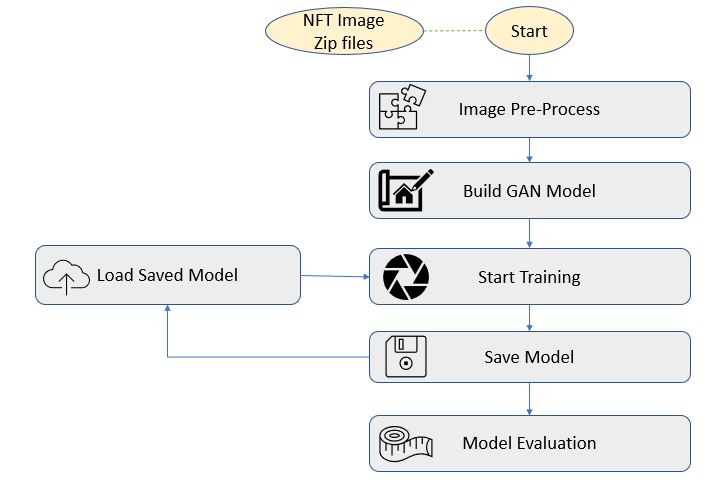 NFT Image
Zip files
Start
Image Pre-Process
Build GAN Model
Load Saved Model
Start Training
Save Model
Model Evaluation